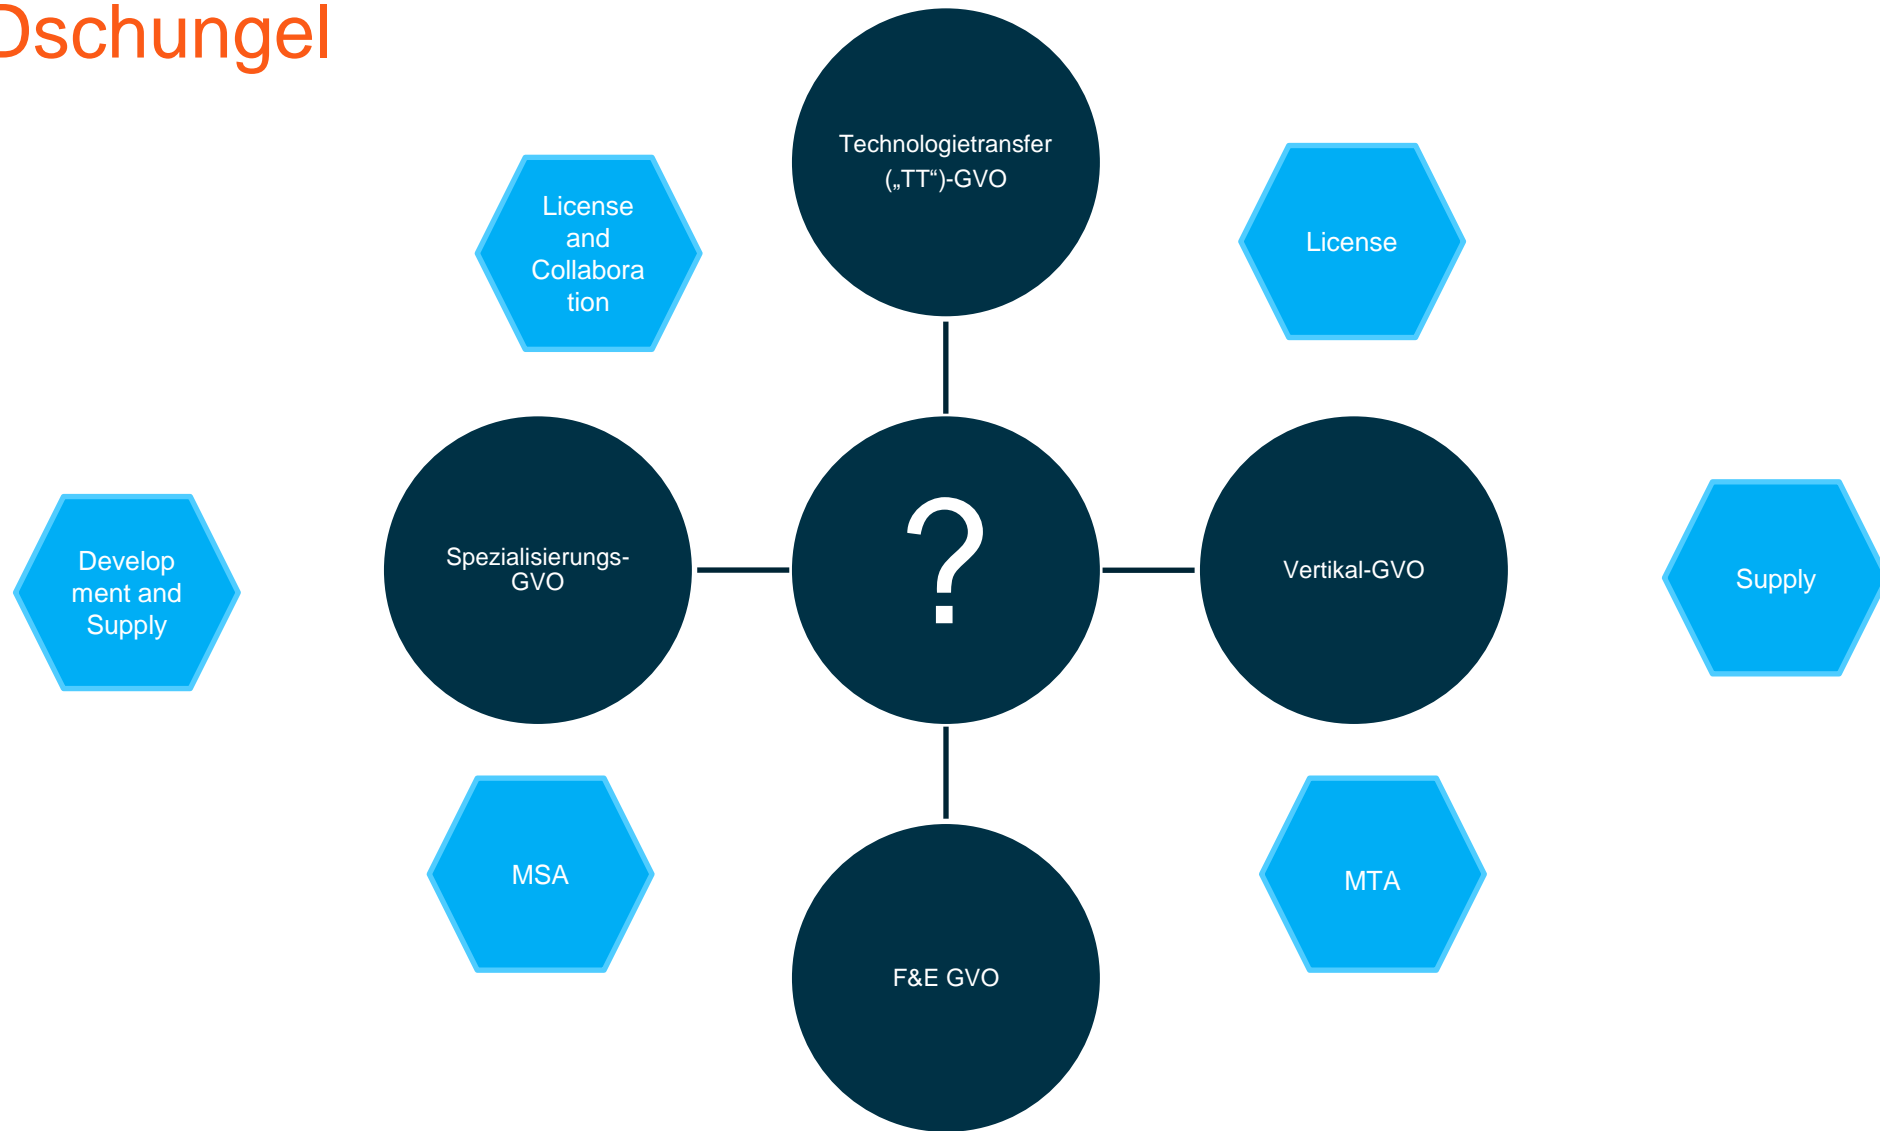 Dschungel
Technologietransfer
(„TT“)-GVO
License
and
Collabora
tion
License
Spezialisierungs-
GVO
?
Vertikal-GVO
Develop
ment and
Supply
Supply
MSA
MTA
F&E GVO